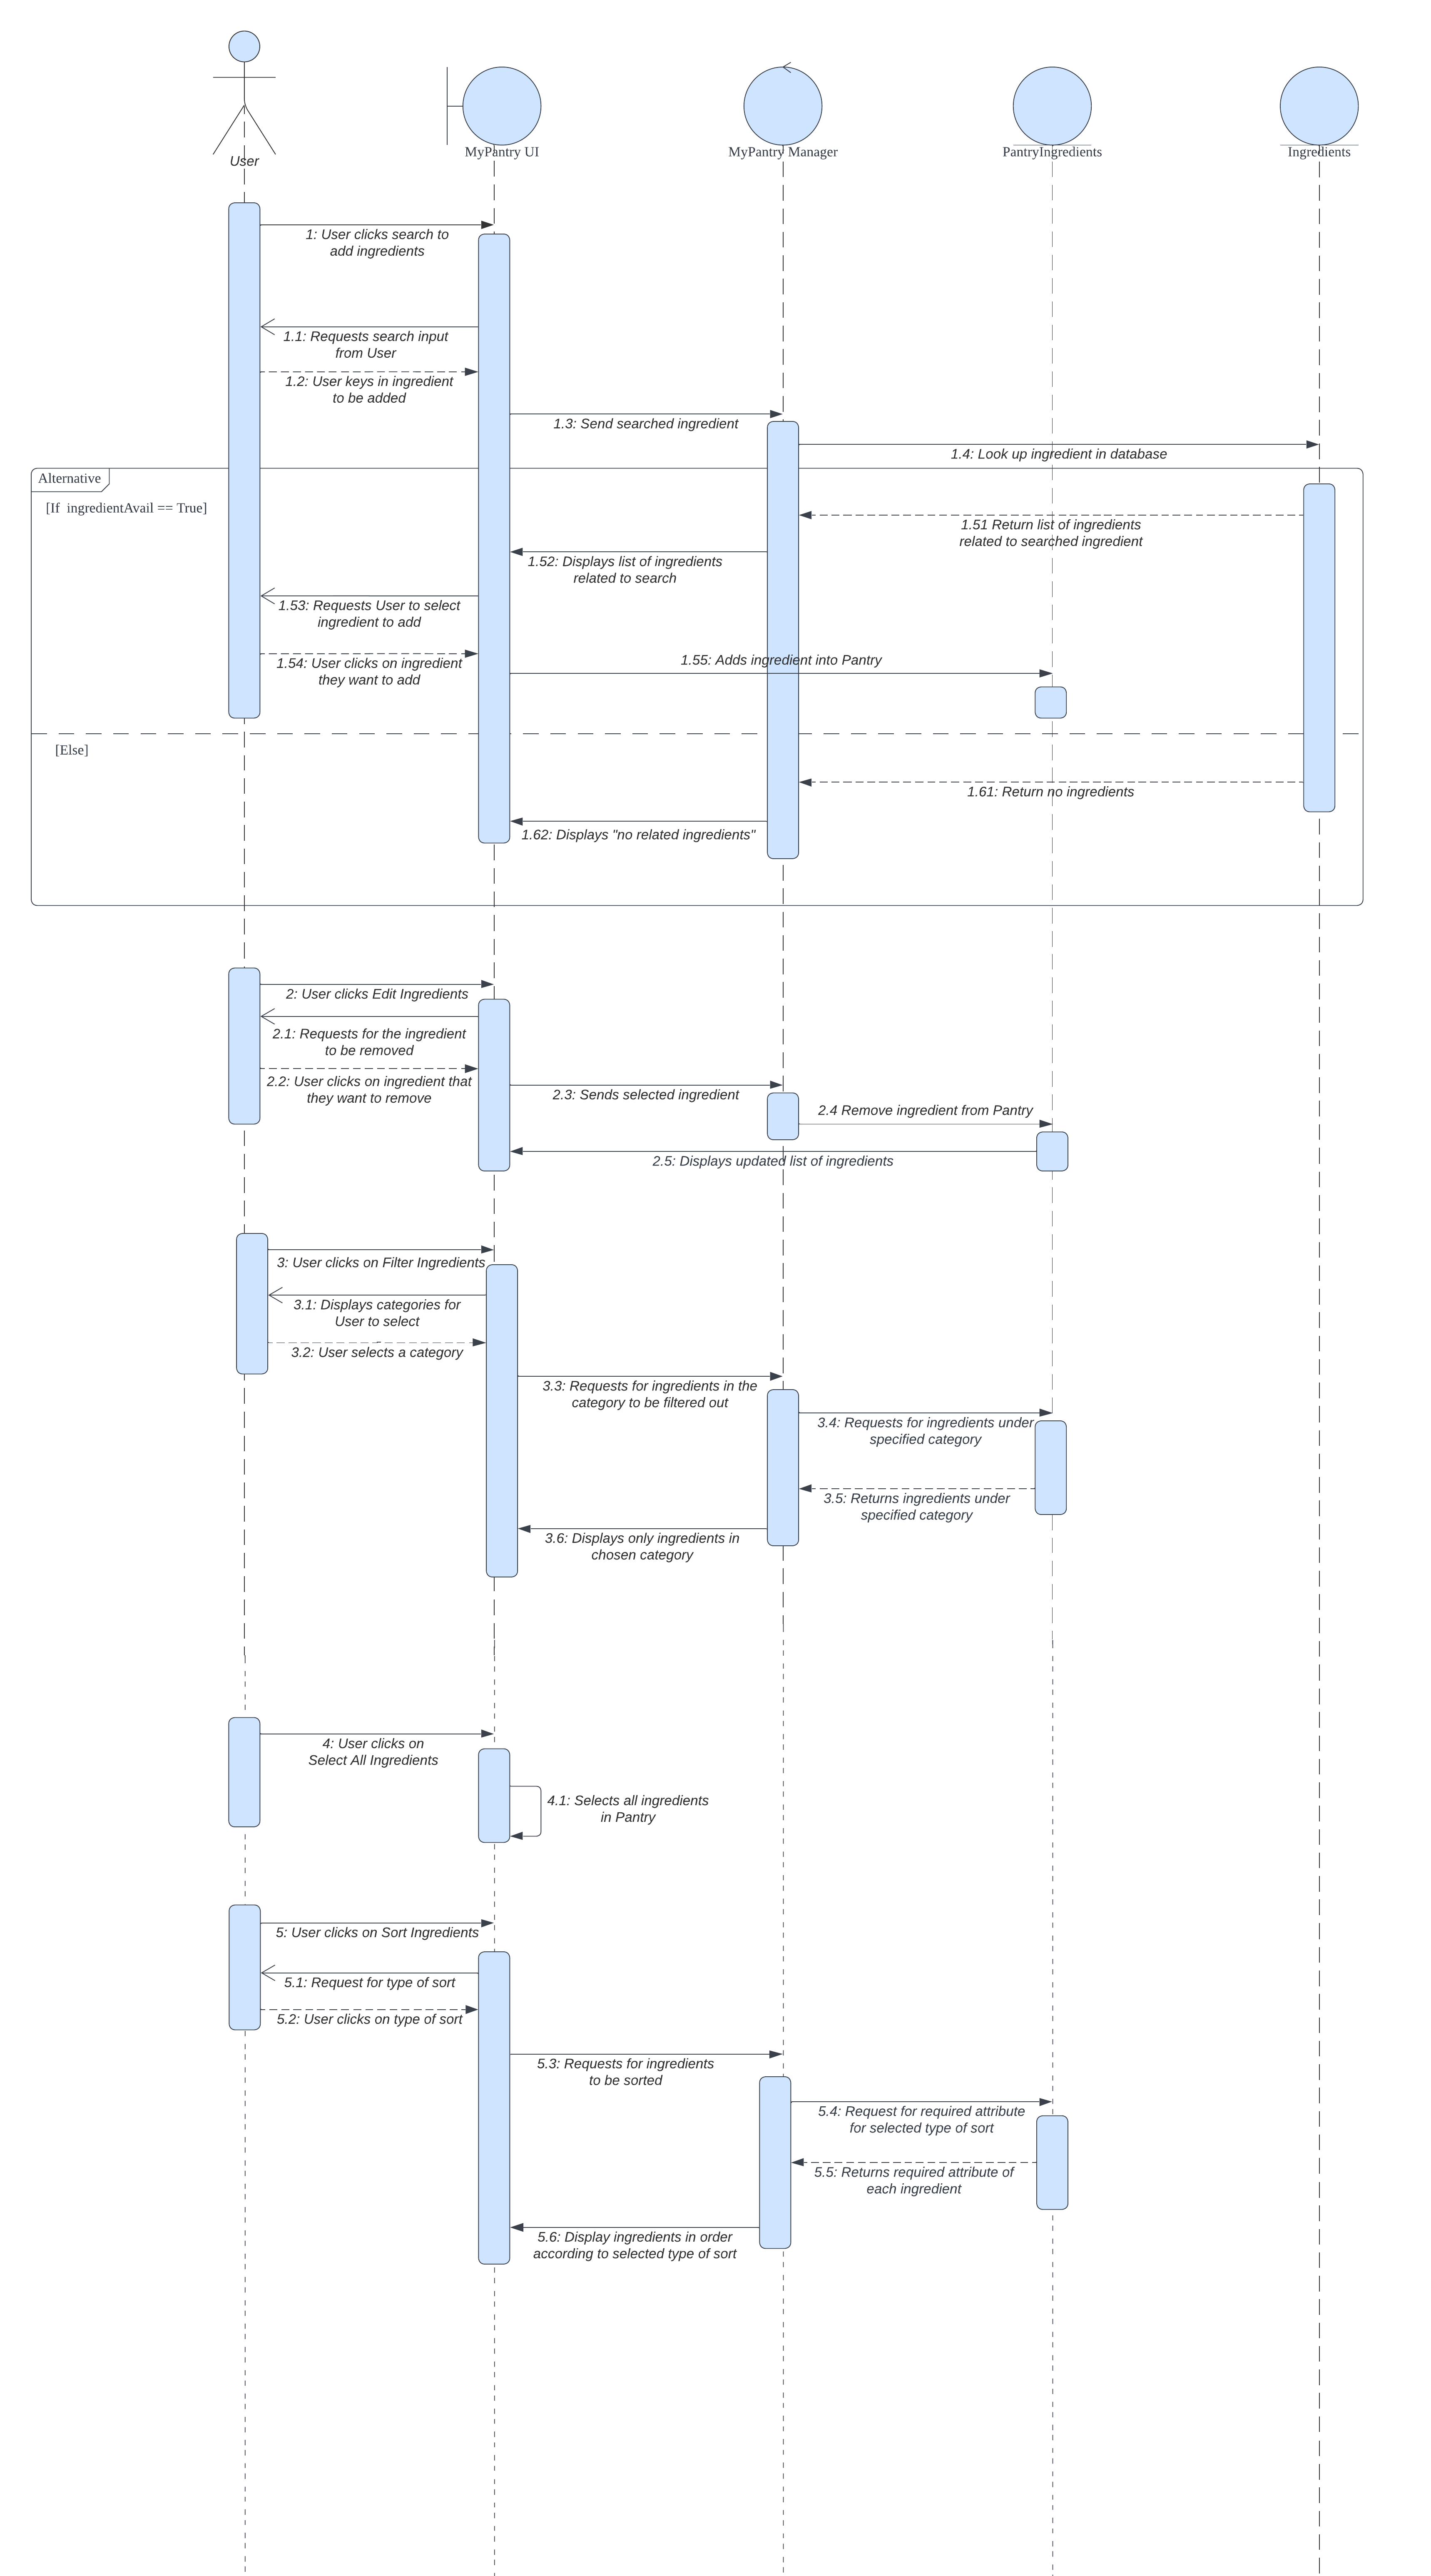 User
MyPantry UI
MyPantry Manager
PantryIngredients
Ingredients
1: User clicks search to
add ingredients
1.1: Requests search input
from User
1.2: User keys in ingredient
to be added
1.3: Send searched ingredient
1.4: Look up ingredient in database
Alternative
[If  ingredientAvail == True]
1.51 Return list of ingredients
related to searched ingredient
1.52: Displays list of ingredients
related to search
1.53: Requests User to select
ingredient to add
1.54: User clicks on ingredient
they want to add
1.55: Adds ingredient into Pantry
[Else]
1.61: Return no ingredients
1.62: Displays "no related ingredients"
2: User clicks Edit Ingredients
2.1: Requests for the ingredient
to be removed
2.2: User clicks on ingredient that
they want to remove
2.3: Sends selected ingredient
2.4 Remove ingredient from Pantry
2.5: Displays updated list of ingredients
3: User clicks on Filter Ingredients
3.1: Displays categories for
User to select
3.2: User selects a category
3.3: Requests for ingredients in the
category to be filtered out
3.4: Requests for ingredients under
specified category
3.5: Returns ingredients under
specified category
3.6: Displays only ingredients in
chosen category
4: User clicks on
Select All Ingredients
4.1: Selects all ingredients
in Pantry
5: User clicks on Sort Ingredients
5.1: Request for type of sort
5.2: User clicks on type of sort
5.3: Requests for ingredients
to be sorted
5.4: Request for required attribute
for selected type of sort
5.5: Returns required attribute of
each ingredient
5.6: Display ingredients in order
according to selected type of sort